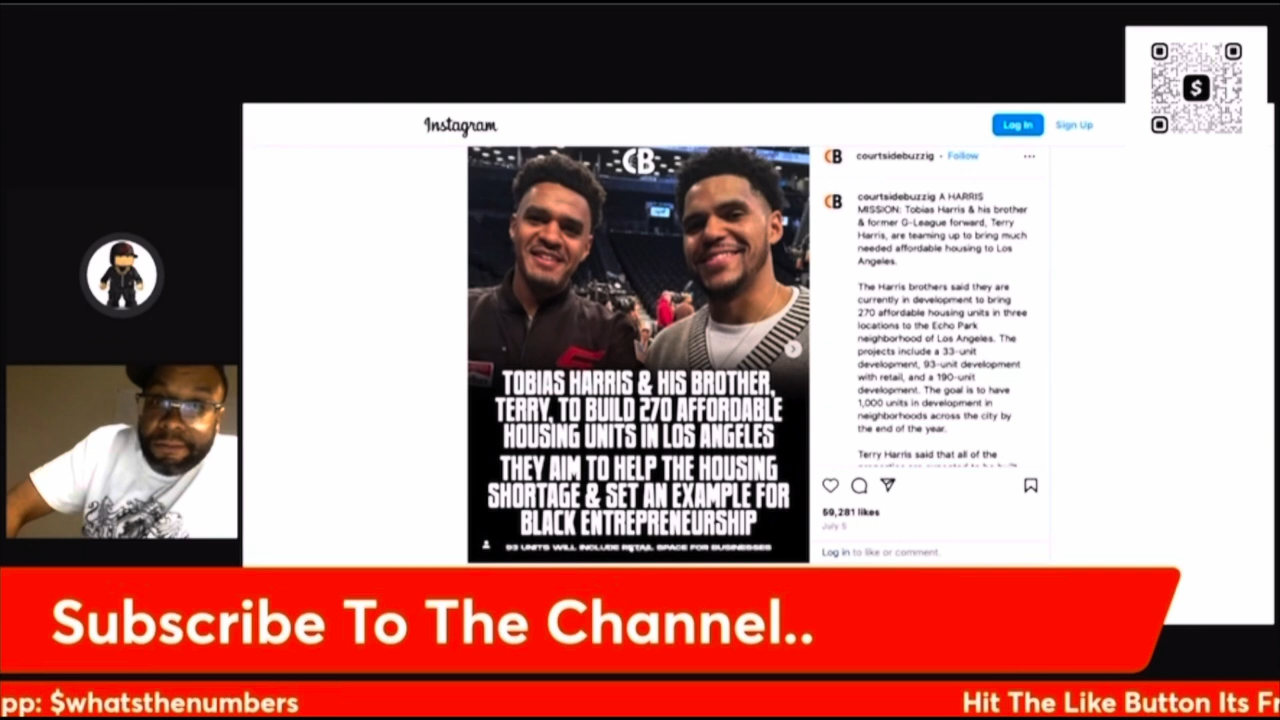 $
Instagram
Log In
Sign Up
CB
CB
courtsidebuzzig • Follow
...
CB
courtsidebuzzig A HARRIS
MISSION: Tobias Harris & his brother
& former G-League forward, Terry
Harris, are teaming up to bring much
needed affordable housing to Los
Angeles.
The Harris brothers said they are
currently in development to bring
270 affordable housing units in three
locations to the Echo Park
neighborhood of Los Angeles. The
projects include a 33-unit
development, 93-unit development
with retail, and a 190-unit
development. The goal is to have
1,000 units in development in
neighborhoods across the city by
the end of the year.
Terry Harris said that all of the
TOBIAS HARRIS & HIS BROTHER,
TERRY, TO BUILD 270 AFFORDABLE
HOUSING UNITS IN LOS ANGELES
THEY AIM TO HELP THE HOUSING
SHORTAGE & SET AN EXAMPLE FOR
BLACK ENTREPRENEURSHIP
93 UNITS WILL INCLUDE RETAIL SPACE FOR BUSINESSES
59,281 likes
July 5
Log in to like or comment.
Subscribe To The Channel..
pp: $whatsthenumbers
Hit The Like Button Its Fr